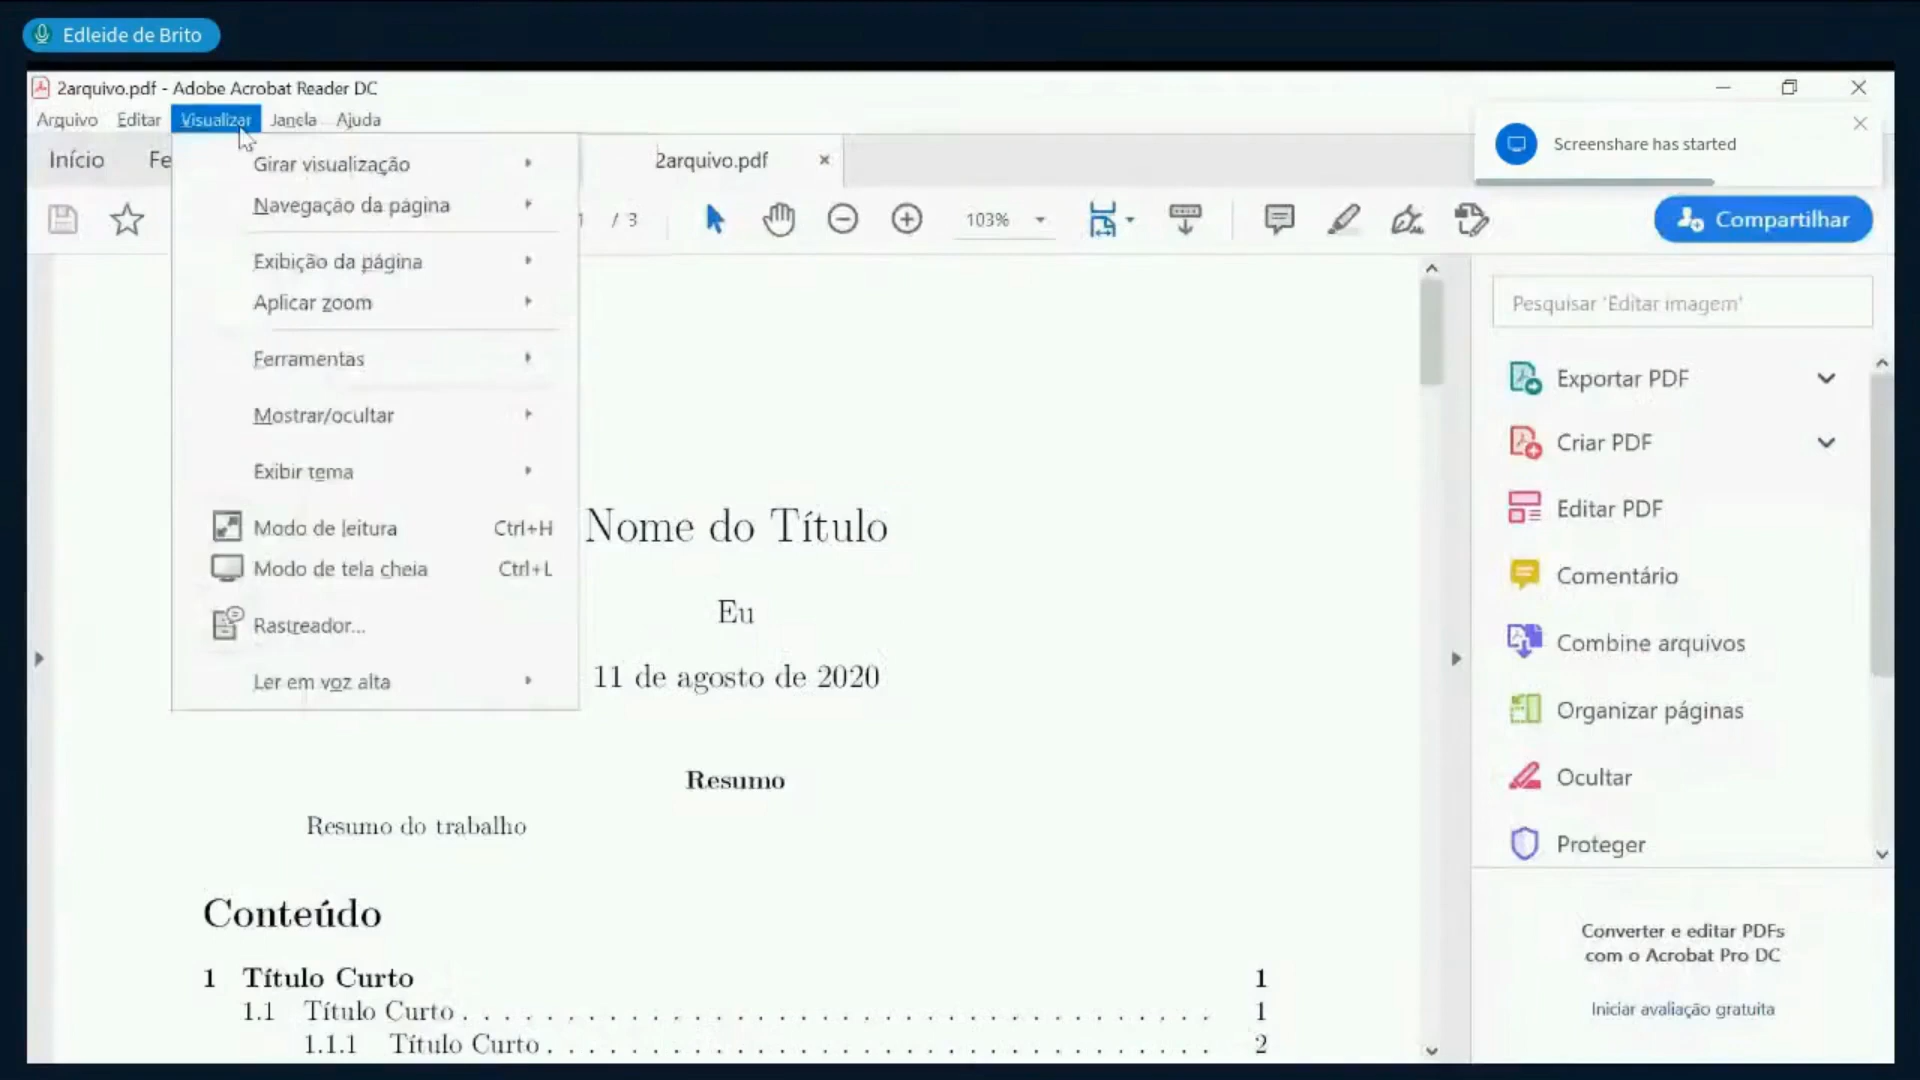 Edleide de Brito
2arquivo.pdf - Adobe Acrobat Reader DC
Arquivo Editar Visualizar Janela Ajuda
Screenshare has started
Início Fe 2arquivo.pdf
1 / 3 103% Compartilhar
Girar visualização
Navegação da página
Exibição da página
Aplicar zoom
Ferramentas
Mostrar/ocultar
Exibir tema
Modo de leitura Ctrl+H
Modo de tela cheia Ctrl+L
Rastreador...
Ler em voz alta
Nome do Título
Eu
11 de agosto de 2020
Resumo
Resumo do trabalho
Conteúdo
1 Título Curto 1
1.1 Título Curto . . . . . . . . . . . . . . . . . . . . . . . . . . . . . 1
1.1.1 Título Curto . . . . . . . . . . . . . . . . . . . . . . . . . 2
Pesquisar 'Editar imagem'
Exportar PDF
Criar PDF
Editar PDF
Comentário
Combine arquivos
Organizar páginas
Ocultar
Proteger
Converter e editar PDFs
com o Acrobat Pro DC
Iniciar avaliação gratuita